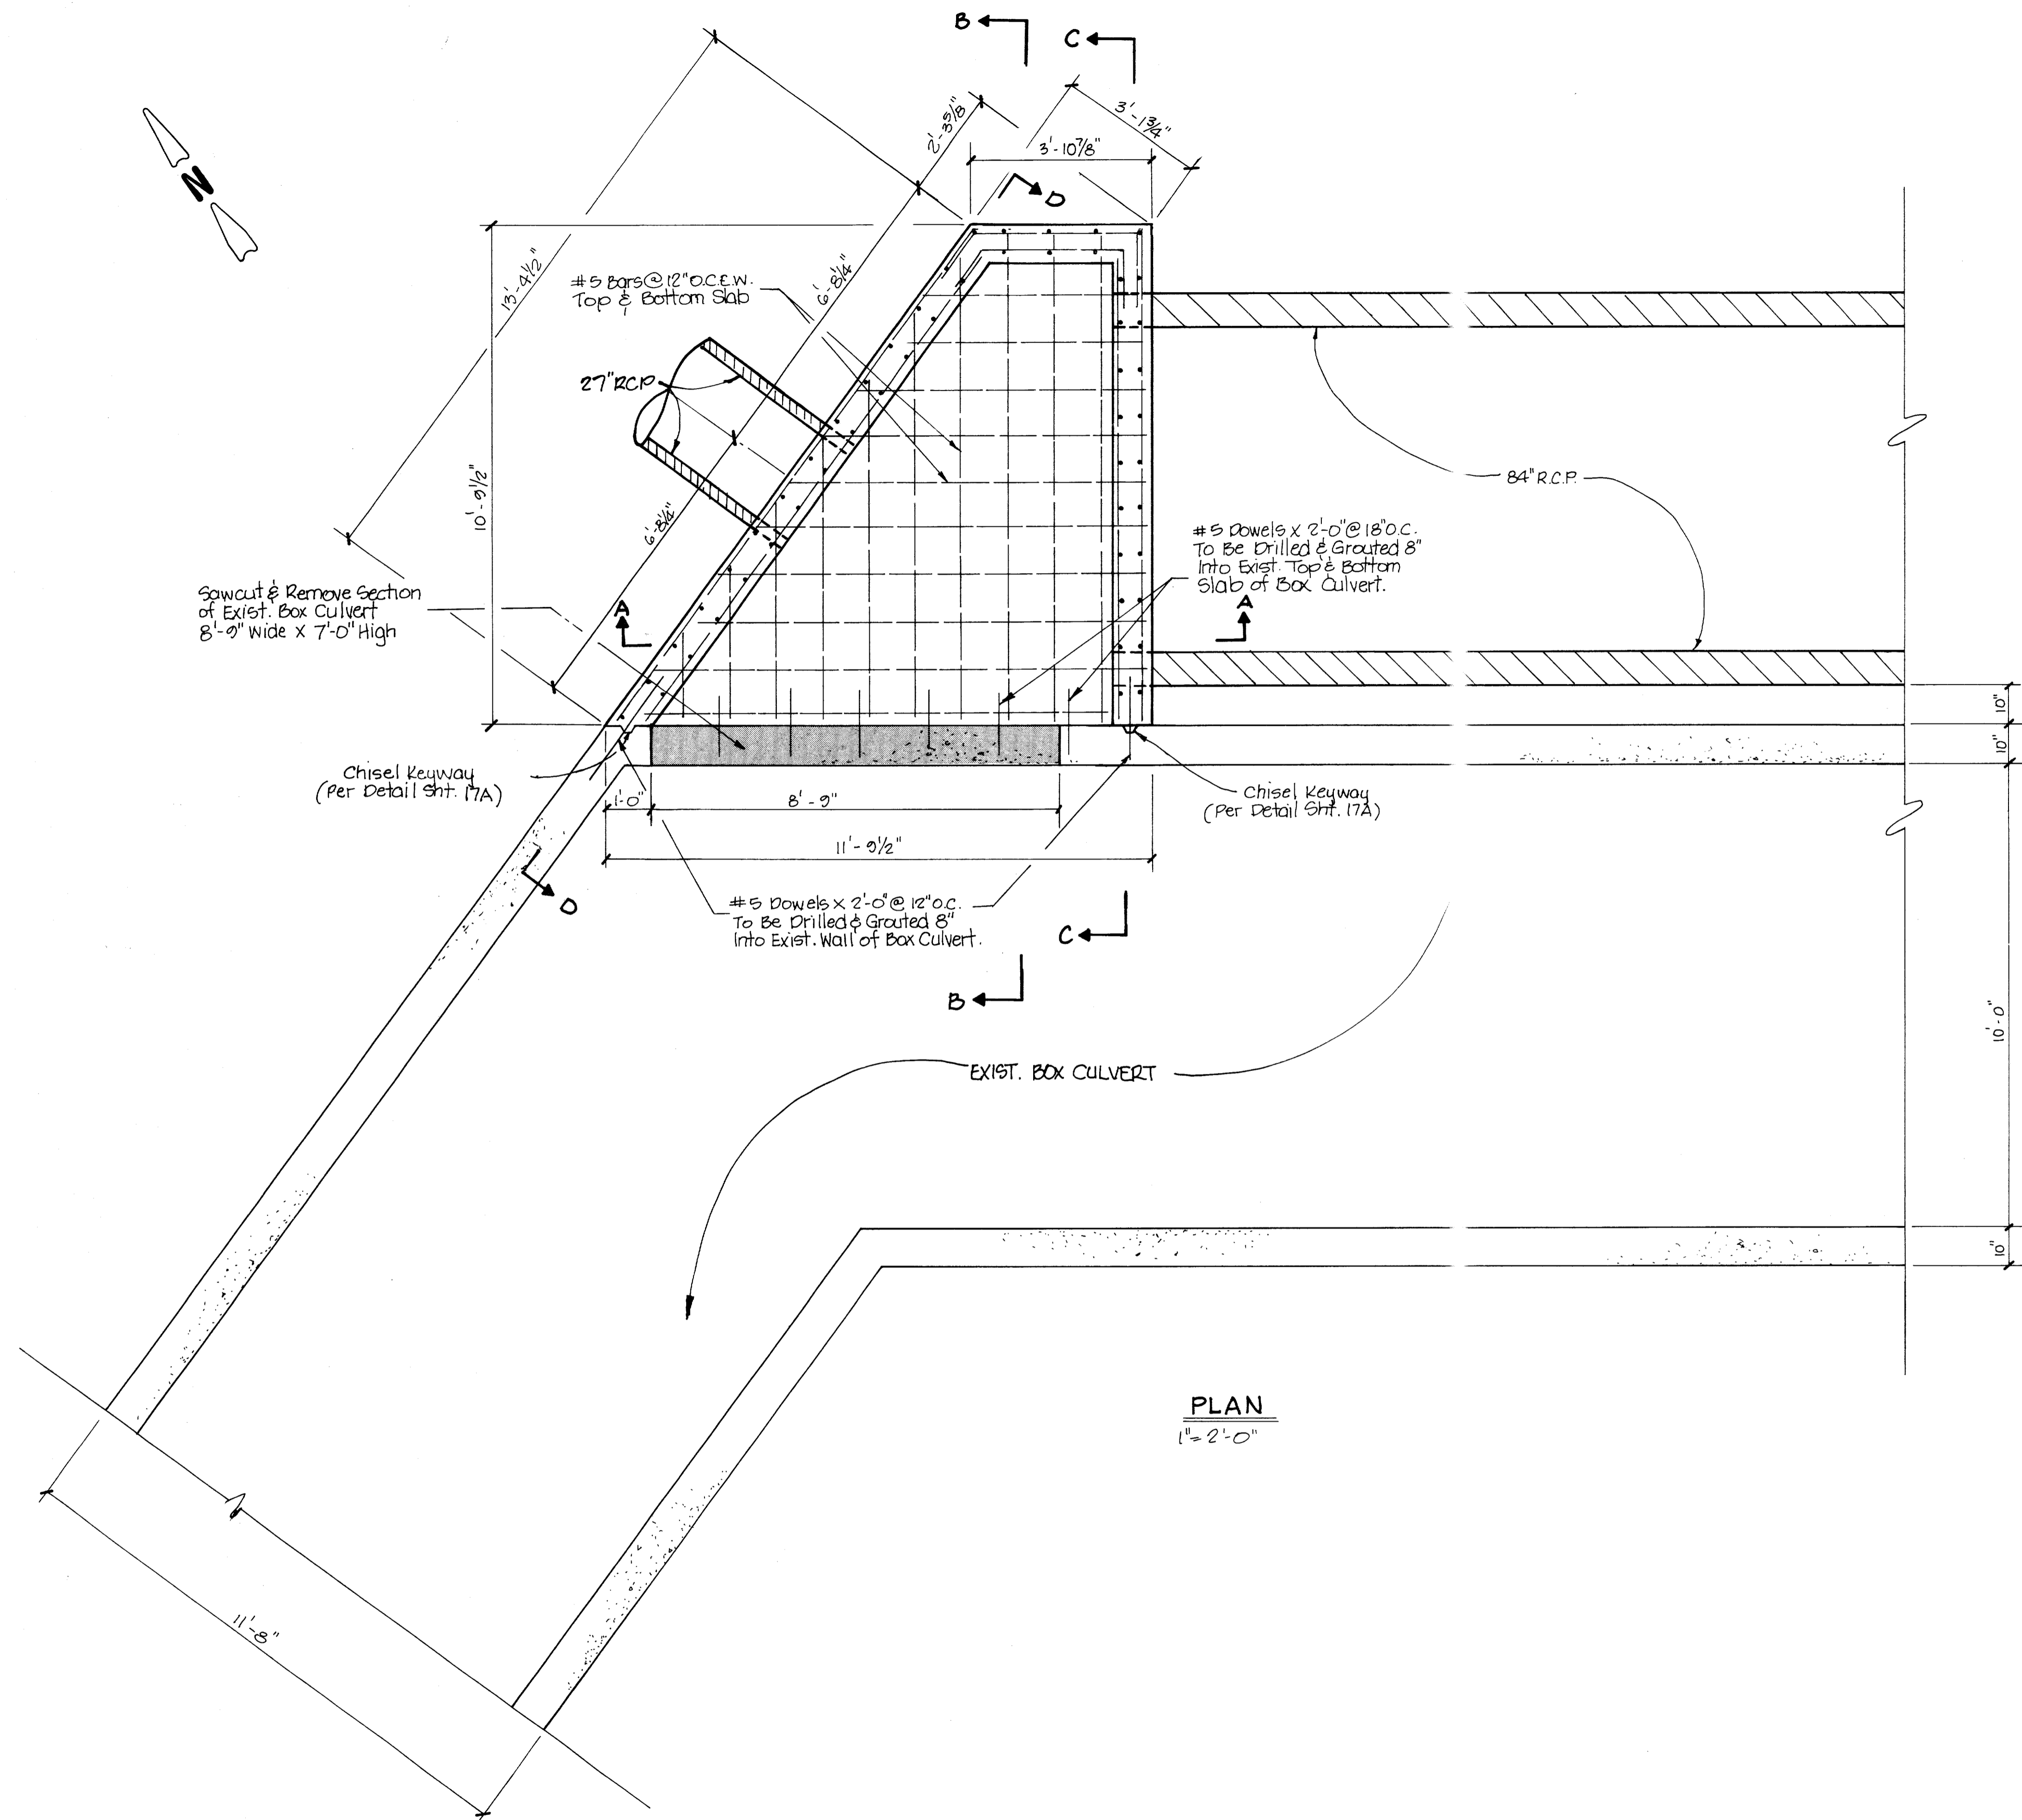 B
C
3'-1¾"
2'-3⅝"
3'-10⅞"
N
D
13'-4½"
#5 Bars @ 12" O.C.E.W.
Top & Bottom Slab
6'-8¼"
27" RCP
10'-9½"
84" R.C.P.
6'-8¼"
#5 Dowels x 2'-0" @ 18" O.C.
To Be Drilled & Grouted 8"
Into Exist. Top & Bottom
Slab of Box Culvert.
Sawcut & Remove Section
of Exist. Box Culvert
8'-9" Wide x 7'-0" High
A
A
10"
10"
Chisel Keyway
(Per Detail Sht. 17A)
1'-0"
8'-9"
Chisel Keyway
(Per Detail Sht. 17A)
11'-9½"
D
#5 Dowels x 2'-0" @ 12" O.C.
To Be Drilled & Grouted 8"
Into Exist. Wall of Box Culvert.
C
B
10'-0"
EXIST. BOX CULVERT
10"
PLAN
1"=2'-0"
11'-8"